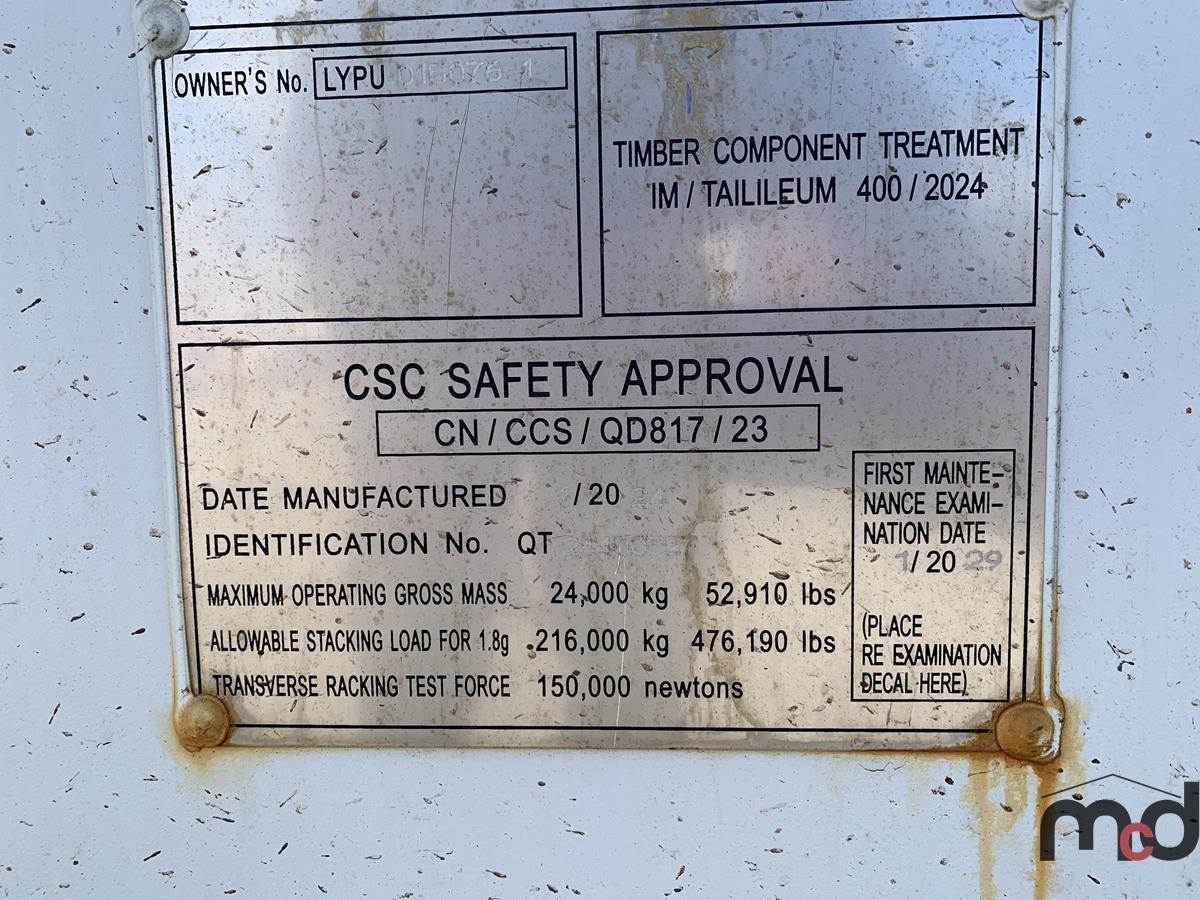 OWNER'S No. LYPU 015076 1
TIMBER COMPONENT TREATMENT
IM / TAILILEUM 400 / 2024
CSC SAFETY APPROVAL
CN / CCS / QD817 / 23
DATE MANUFACTURED / 20
IDENTIFICATION No. QT
MAXIMUM OPERATING GROSS MASS 24,000 kg 52,910 lbs
ALLOWABLE STACKING LOAD FOR 1.8g 216,000 kg 476,190 lbs
TRANSVERSE RACKING TEST FORCE 150,000 newtons
FIRST MAINTE-
NANCE EXAMI-
NATION DATE
1/ 20 29
(PLACE
RE EXAMINATION
DECAL HERE)
mcd